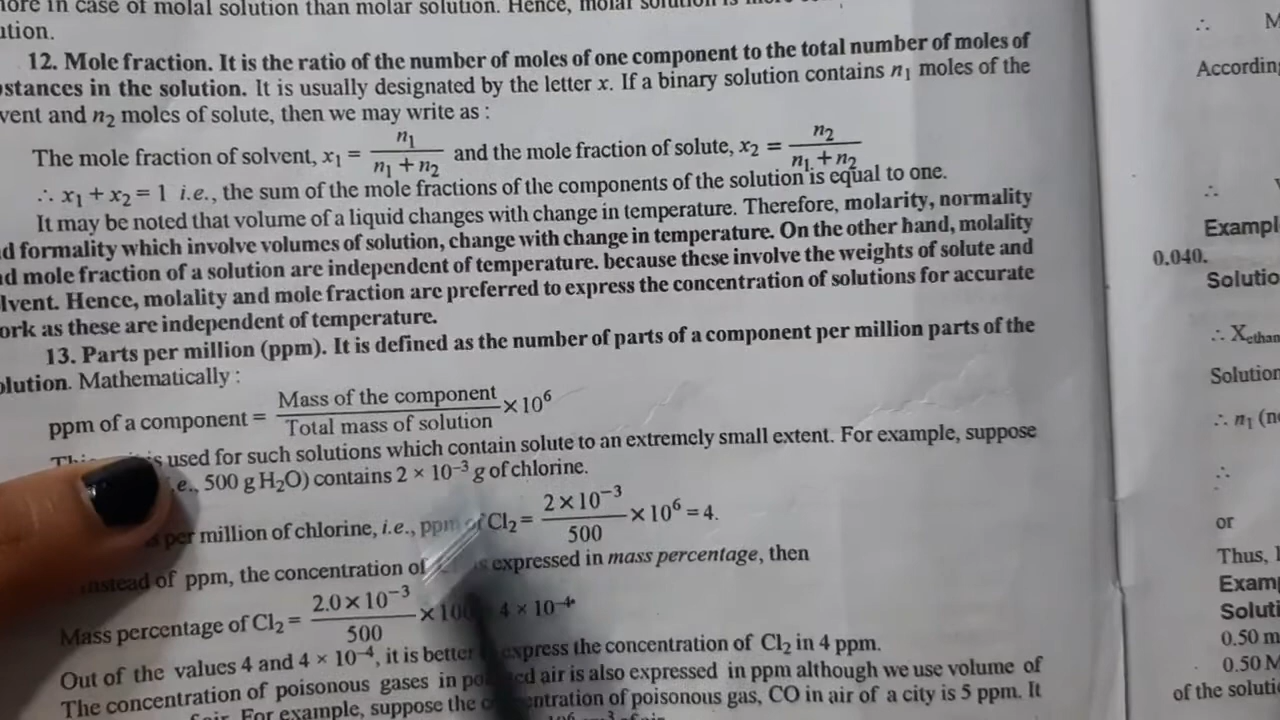 more in case of molal solution than molar solution. Hence, molal solution is more
ution.
12. Mole fraction. It is the ratio of the number of moles of one component to the total number of moles of
bstances in the solution. It is usually designated by the letter x. If a binary solution contains n₁ moles of the
vent and n₂ moles of solute, then we may write as :
The mole fraction of solvent, x₁ = n₁ / (n₁ + n₂) and the mole fraction of solute, x₂ = n₂ / (n₁ + n₂)
∴ x₁ + x₂ = 1 i.e., the sum of the mole fractions of the components of the solution is equal to one.
It may be noted that volume of a liquid changes with change in temperature. Therefore, molarity, normality
d formality which involve volumes of solution, change with change in temperature. On the other hand, molality
d mole fraction of a solution are independent of temperature. because these involve the weights of solute and
lvent. Hence, molality and mole fraction are preferred to express the concentration of solutions for accurate
ork as these are independent of temperature.
13. Parts per million (ppm). It is defined as the number of parts of a component per million parts of the
olution. Mathematically :
ppm of a component = Mass of the component / Total mass of solution × 10⁶
is used for such solutions which contain solute to an extremely small extent. For example, suppose
.e., 500 g H₂O) contains 2 × 10⁻³ g of chlorine.
per million of chlorine, i.e., ppm of Cl₂ = 2 × 10⁻³ / 500 × 10⁶ = 4.
instead of ppm, the concentration of expressed in mass percentage, then
Mass percentage of Cl₂ = 2.0 × 10⁻³ / 500 × 100 4 × 10⁻⁴
Out of the values 4 and 4 × 10⁻⁴, it is better express the concentration of Cl₂ in 4 ppm.
The concentration of poisonous gases in air is also expressed in ppm although we use volume of
For example, suppose the of poisonous gas, CO in air of a city is 5 ppm. It
∴ M
According
∴
Exampl
0.040.
Solutio
∴ Xethan
Solution
∴ n₁ (no
∴
or
Thus,
Examp
Soluti
0.50 m
0.50 M
of the soluti